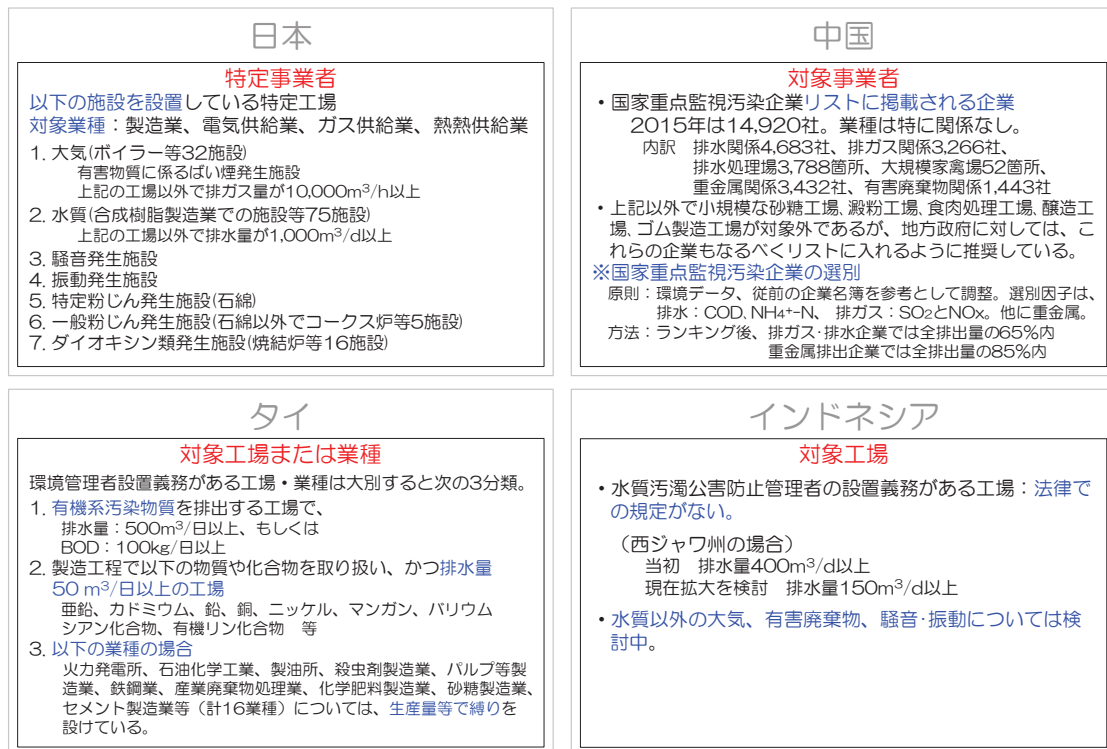 日本
特定事業者
以下の施設を設置している特定工場
対象業種：製造業、電気供給業、ガス供給業、熱熱供給業
1. 大気(ボイラー等32施設)
有害物質に係るばい煙発生施設
上記の工場以外で排ガス量が10,000m³/h以上
2. 水質(合成樹脂製造業での施設等75施設)
上記の工場以外で排水量が1,000m³/d以上
3. 騒音発生施設
4. 振動発生施設
5. 特定粉じん発生施設(石綿)
6. 一般粉じん発生施設(石綿以外でコークス炉等5施設)
7. ダイオキシン類発生施設(焼結炉等16施設)
中国
対象事業者
・国家重点監視汚染企業リストに掲載される企業
2015年は14,920社。業種は特に関係なし。
内訳　排水関係4,683社、排ガス関係3,266社、
排水処理場3,788箇所、大規模家禽場52箇所、
重金属関係3,432社、有害廃棄物関係1,443社
・上記以外で小規模な砂糖工場、澱粉工場、食肉処理工場、醸造工
場、ゴム製造工場が対象外であるが、地方政府に対しては、こ
れらの企業もなるべくリストに入れるように推奨している。
※国家重点監視汚染企業の選別
原則：環境データ、従前の企業名簿を参考として調整。選別因子は、
排水：COD、NH₄⁺-N、排ガス：SO₂とNOx。他に重金属。
方法：ランキング後、排ガス・排水企業では全排出量の65%内
重金属排出企業では全排出量の85%内
タイ
対象工場または業種
環境管理者設置義務がある工場・業種は大別すると次の3分類。
1. 有機系汚染物質を排出する工場で、
排水量：500m³/日以上、もしくは
BOD：100kg/日以上
2. 製造工程で以下の物質や化合物を取り扱い、かつ排水量
50 m³/日以上の工場
亜鉛、カドミウム、鉛、銅、ニッケル、マンガン、バリウム
シアン化合物、有機リン化合物　等
3. 以下の業種の場合
火力発電所、石油化学工業、製油所、殺虫剤製造業、パルプ等製
造業、鉄鋼業、産業廃棄物処理業、化学肥料製造業、砂糖製造業、
セメント製造業等（計16業種）については、生産量等で縛りを
設けている。
インドネシア
対象工場
・水質汚濁公害防止管理者の設置義務がある工場：法律で
の規定がない。
（西ジャワ州の場合）
当初　排水量400m³/d以上
現在拡大を検討　排水量150m³/d以上
・水質以外の大気、有害廃棄物、騒音・振動については検
討中。